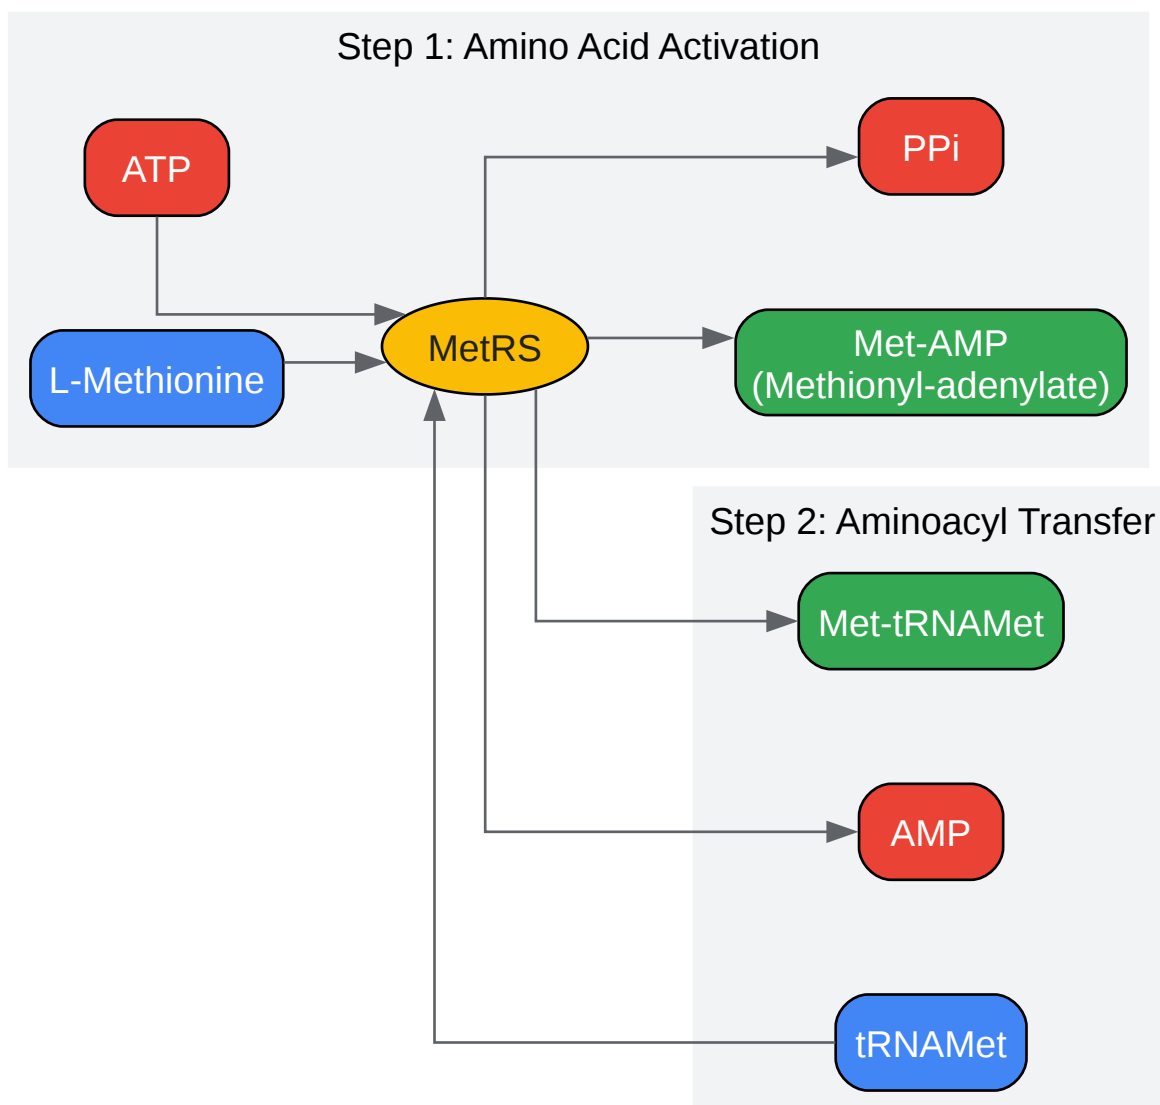 Step 1: Amino Acid Activation
ATP
PPi
L-Methionine
MetRS
Met-AMP
(Methionyl-adenylate)
Step 2: Aminoacyl Transfer
Met-tRNAMet
AMP
tRNAMet